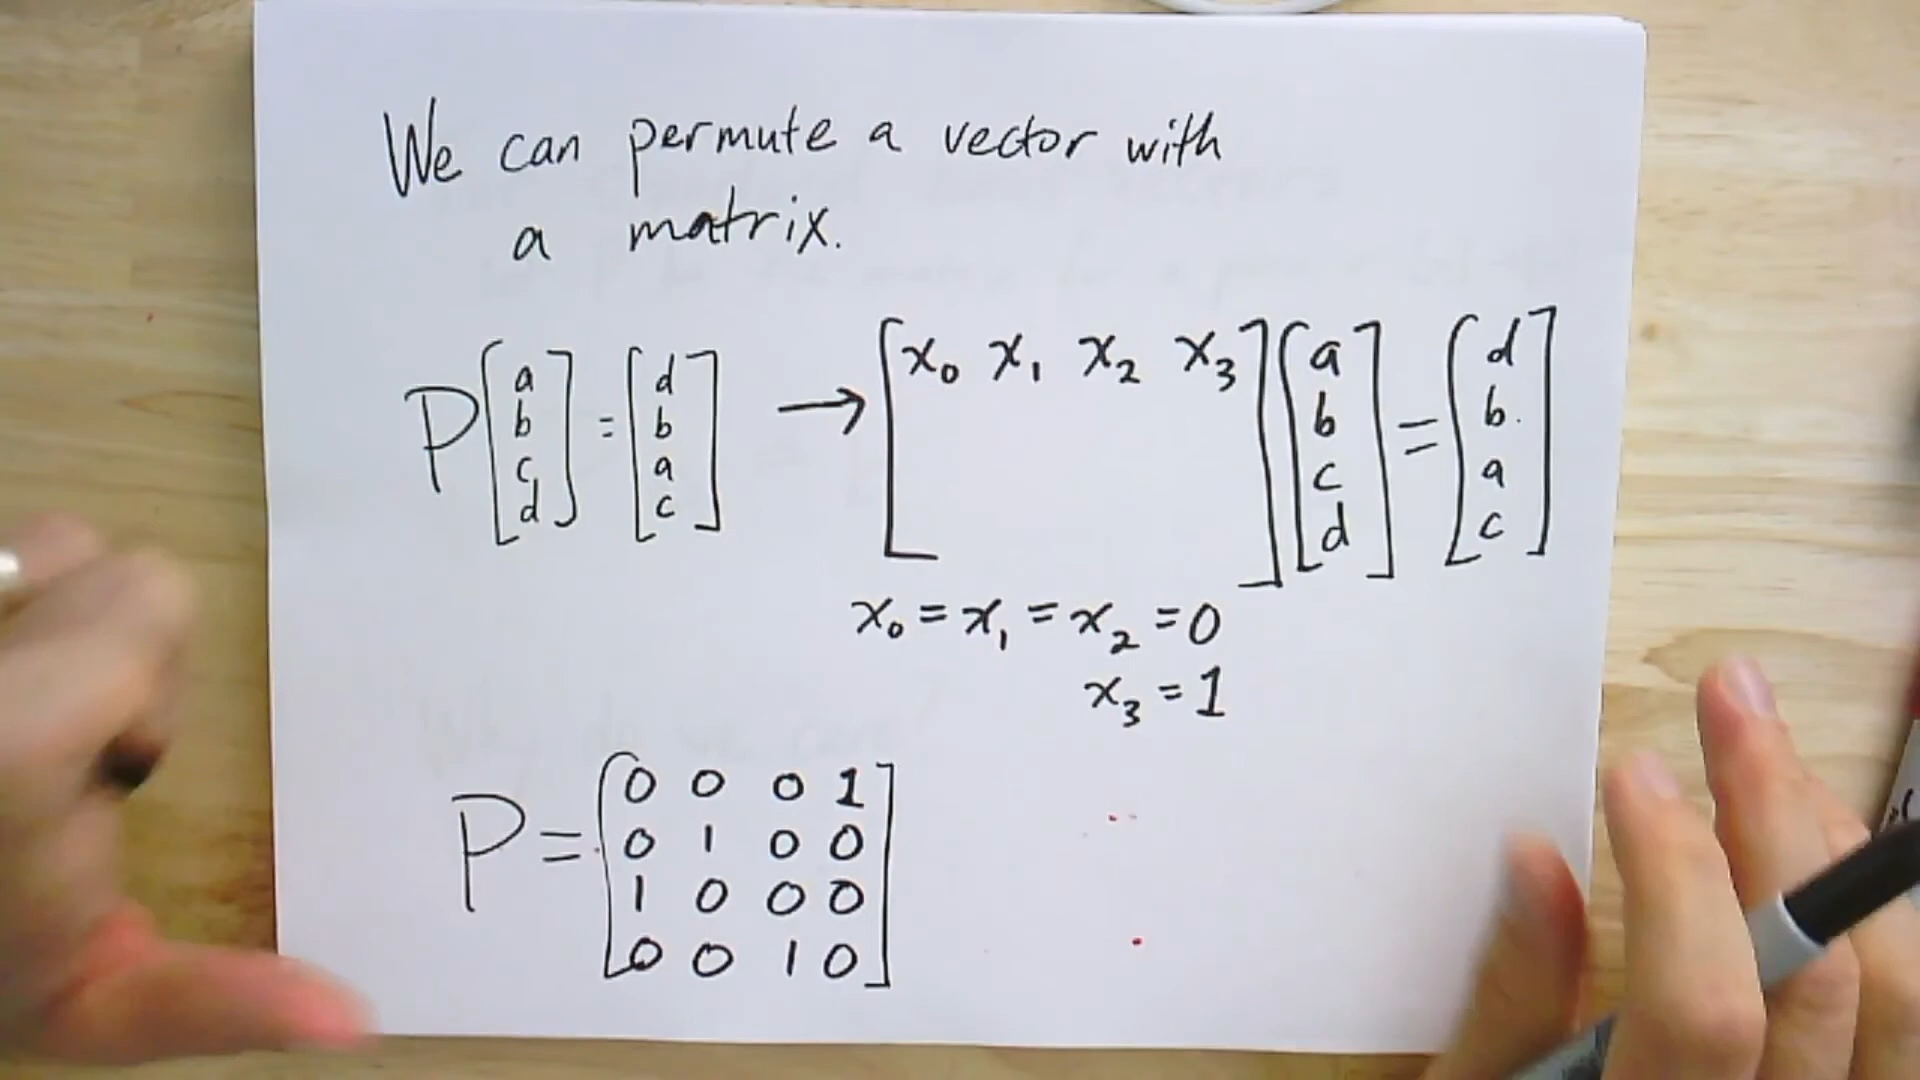 We can permute a vector with
a matrix.
P[a b c d] = [d b a c] → [x₀ x₁ x₂ x₃][a b c d] = [d b. a c]
x₀ = x₁ = x₂ = 0
x₃ = 1
P = [0 0 0 1
0 1 0 0
1 0 0 0
0 0 1 0]